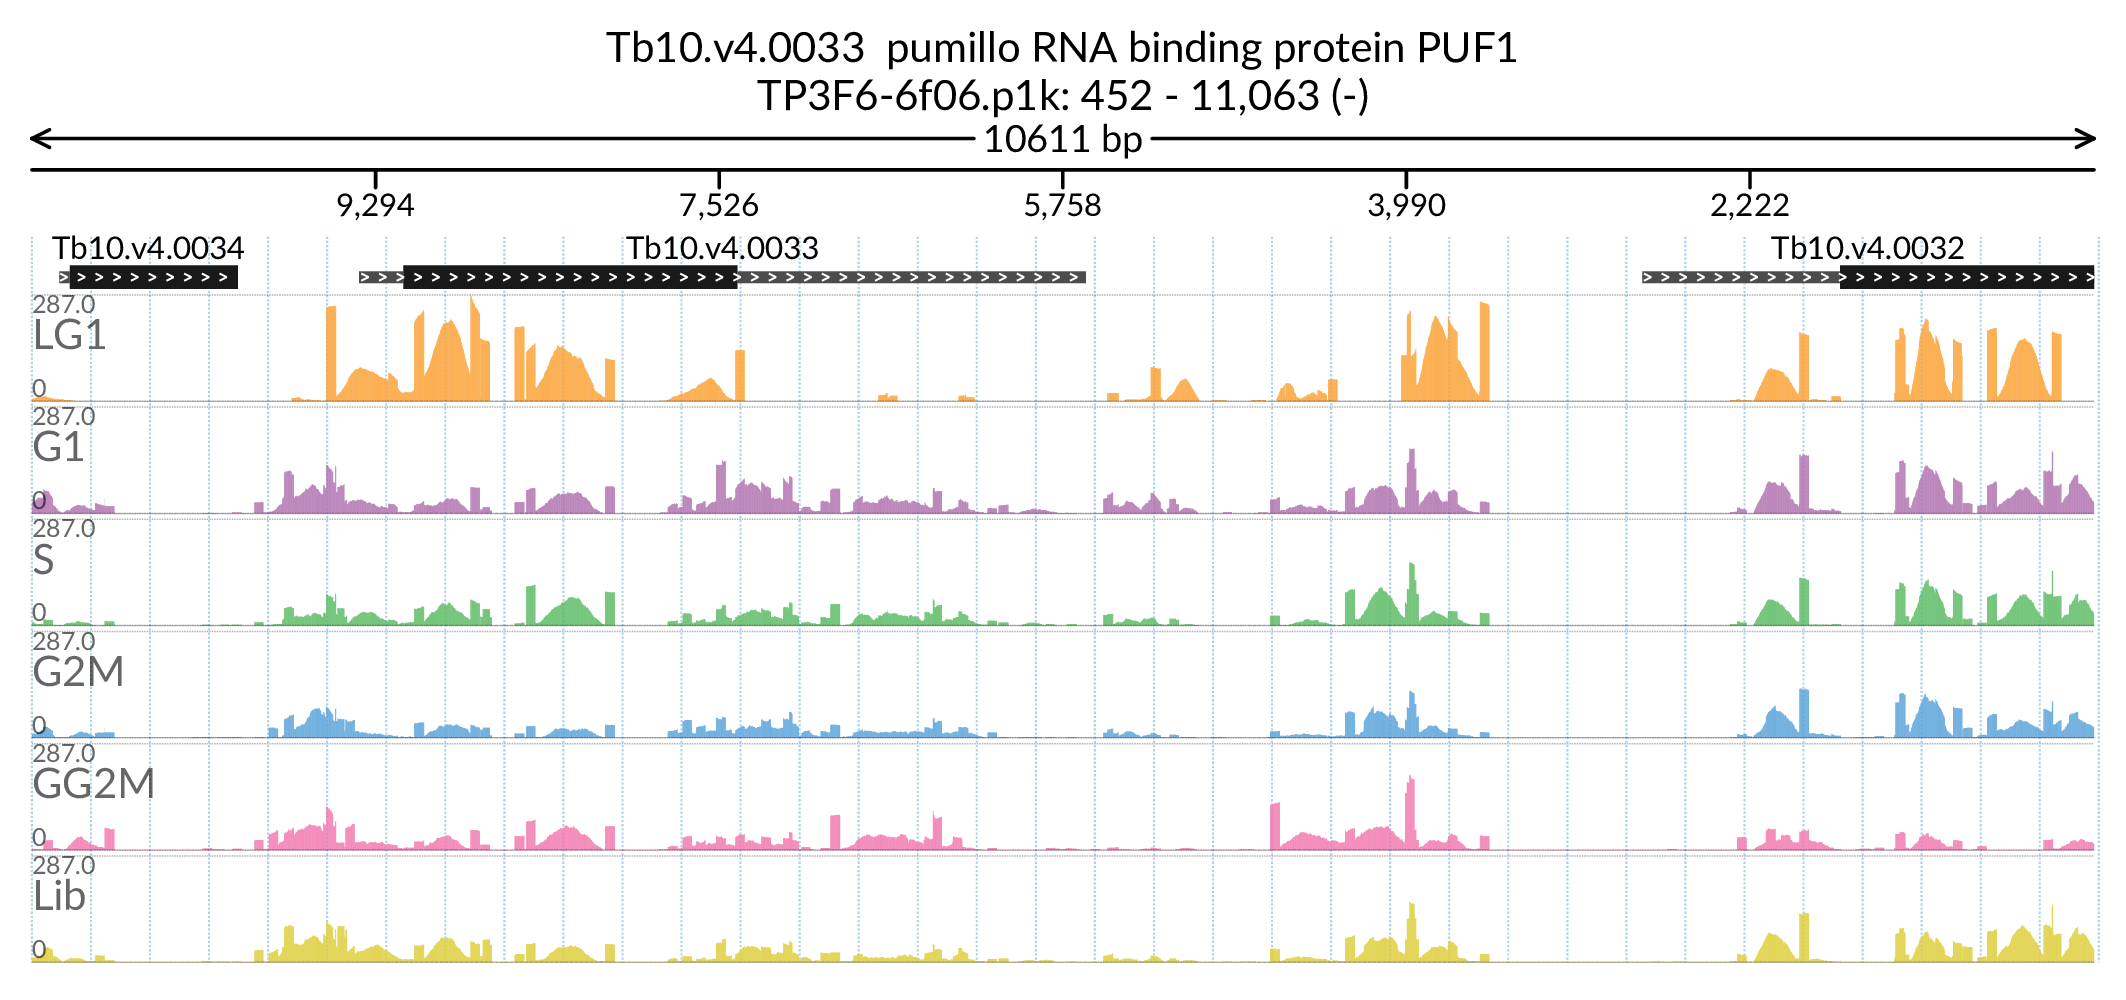 Tb10.v4.0033 pumillo RNA binding protein PUF1
TP3F6-6f06.p1k: 452 - 11,063 (-)
10611 bp
9,294 7,526 5,758 3,990 2,222
Tb10.v4.0034 Tb10.v4.0033 Tb10.v4.0032
287.0
LG1
0
287.0
G1
0
287.0
S
0
287.0
G2M
0
287.0
GG2M
0
287.0
Lib
0